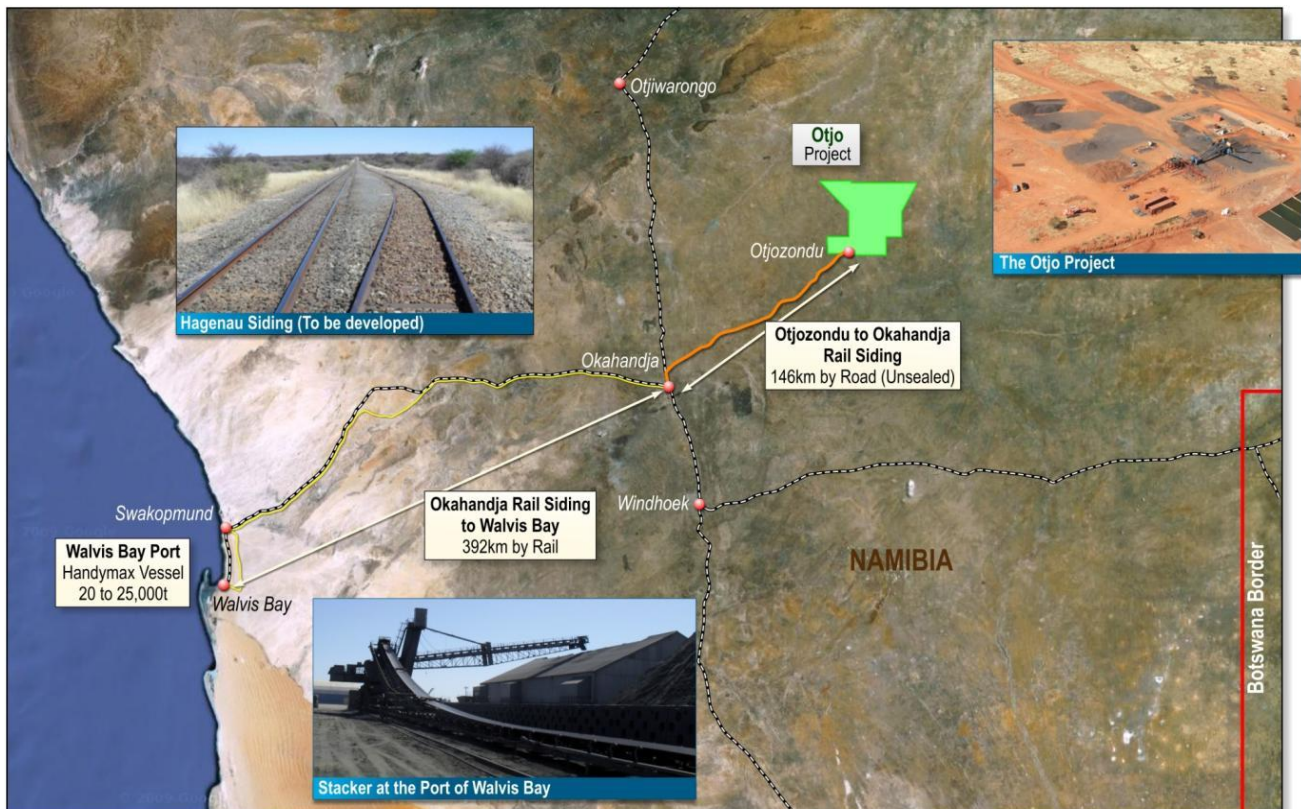 Otjiwarongo
Otjo
Project
The Otjo Project
Hagenau Siding (To be developed)
Otjozondu
Okahandja
Otjozondu to Okahandja
Rail Siding
146km by Road (Unsealed)
Okahandja Rail Siding
to Walvis Bay
392km by Rail
Windhoek
Swakopmund
Walvis Bay Port
Handymax Vessel
20 to 25,000t
Walvis Bay
NAMIBIA
Botswana Border
Stacker at the Port of Walvis Bay